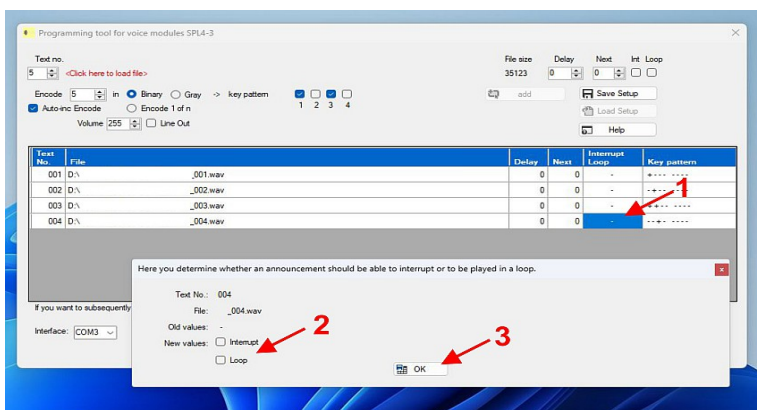 Programming tool for voice modules SPL4-3
Text no. File size Delay Next Int Loop
5 <Click here to load file> 35123 0 0
Encode 5 in Binary Gray -> key pattern add Save Setup
Auto-inc Encode Encode 1 of n 1 2 3 4 Load Setup
Volume 255 Line Out Help
Text No. File Delay Next Interrupt Loop Key pattern
001 D:\ _001.wav 0 0 - +--- ----
002 D:\ _002.wav 0 0 - -+-- ----
003 D:\ _003.wav 0 0 - ++-- ----
004 D:\ _004.wav 0 0 - --+- ----
1
Here you determine whether an announcement should be able to interrupt or to be played in a loop.
Text No.: 004
File: _004.wav
Old values: -
New values: Interrupt
Loop
2
3
OK
If you want to subsequently
Interface: COM3